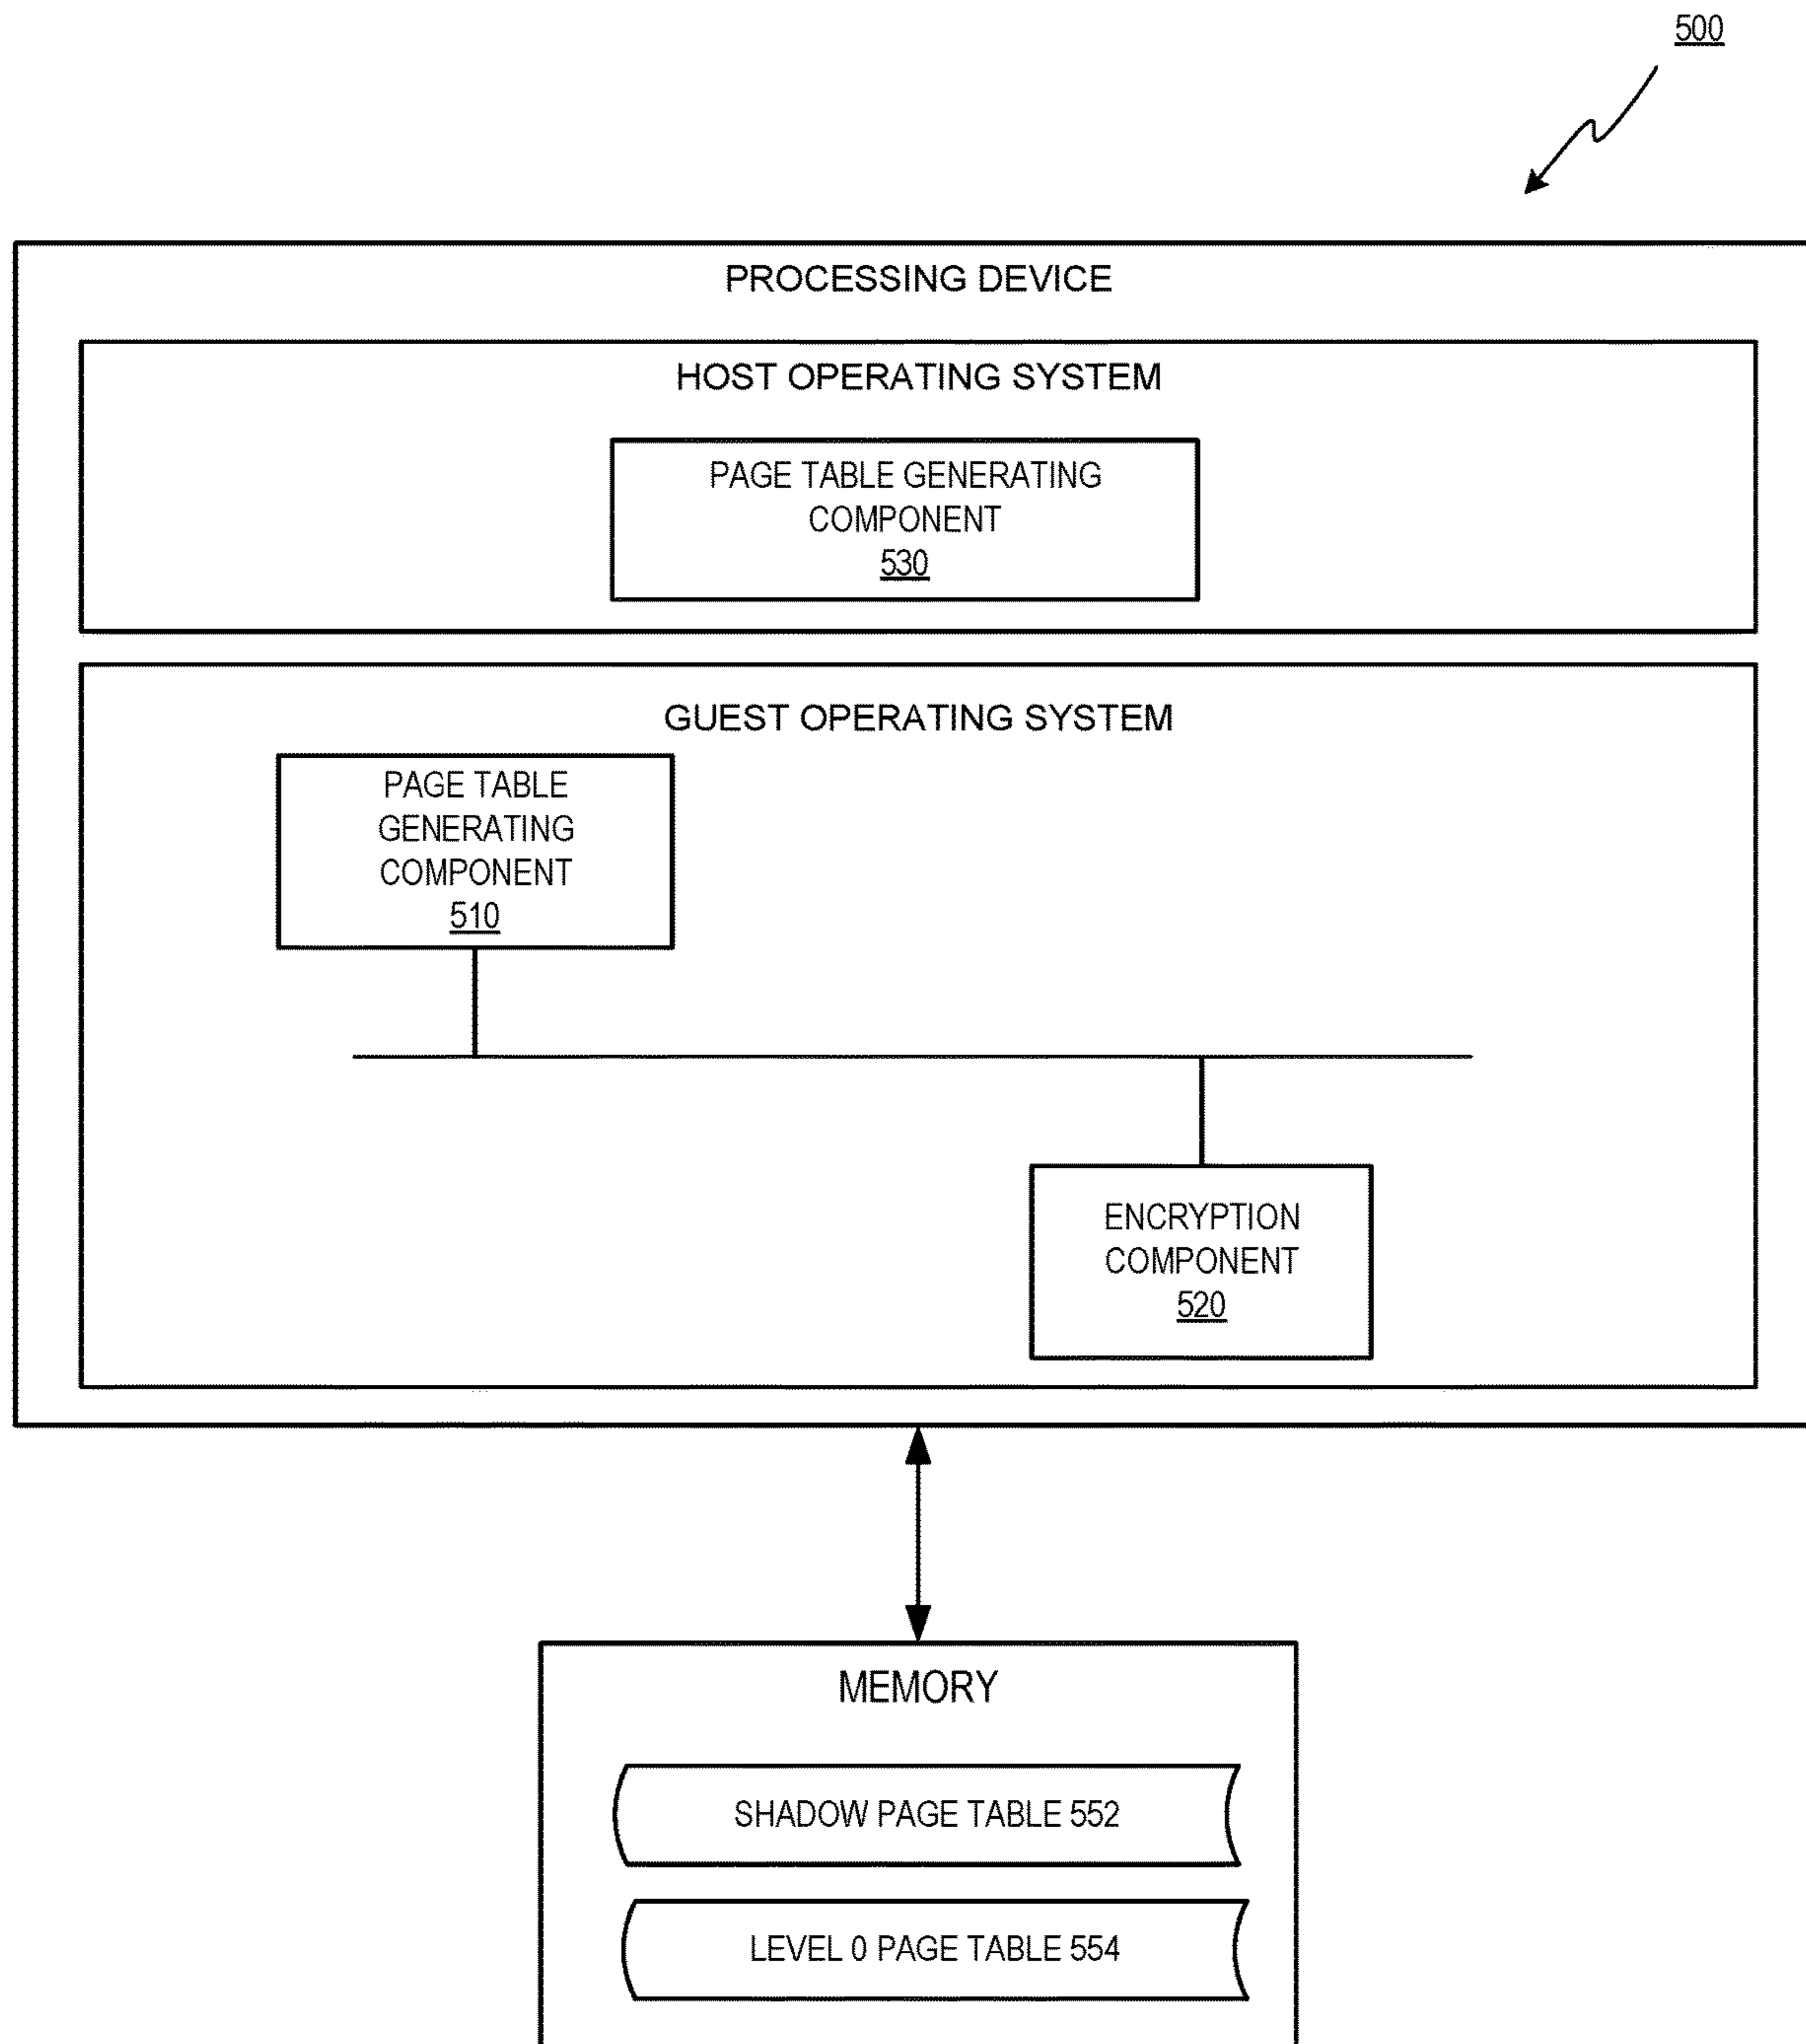 500
PROCESSING DEVICE
HOST OPERATING SYSTEM
PAGE TABLE GENERATING
COMPONENT
530
GUEST OPERATING SYSTEM
PAGE TABLE
GENERATING
COMPONENT
510
ENCRYPTION
COMPONENT
520
MEMORY
SHADOW PAGE TABLE 552
LEVEL 0 PAGE TABLE 554